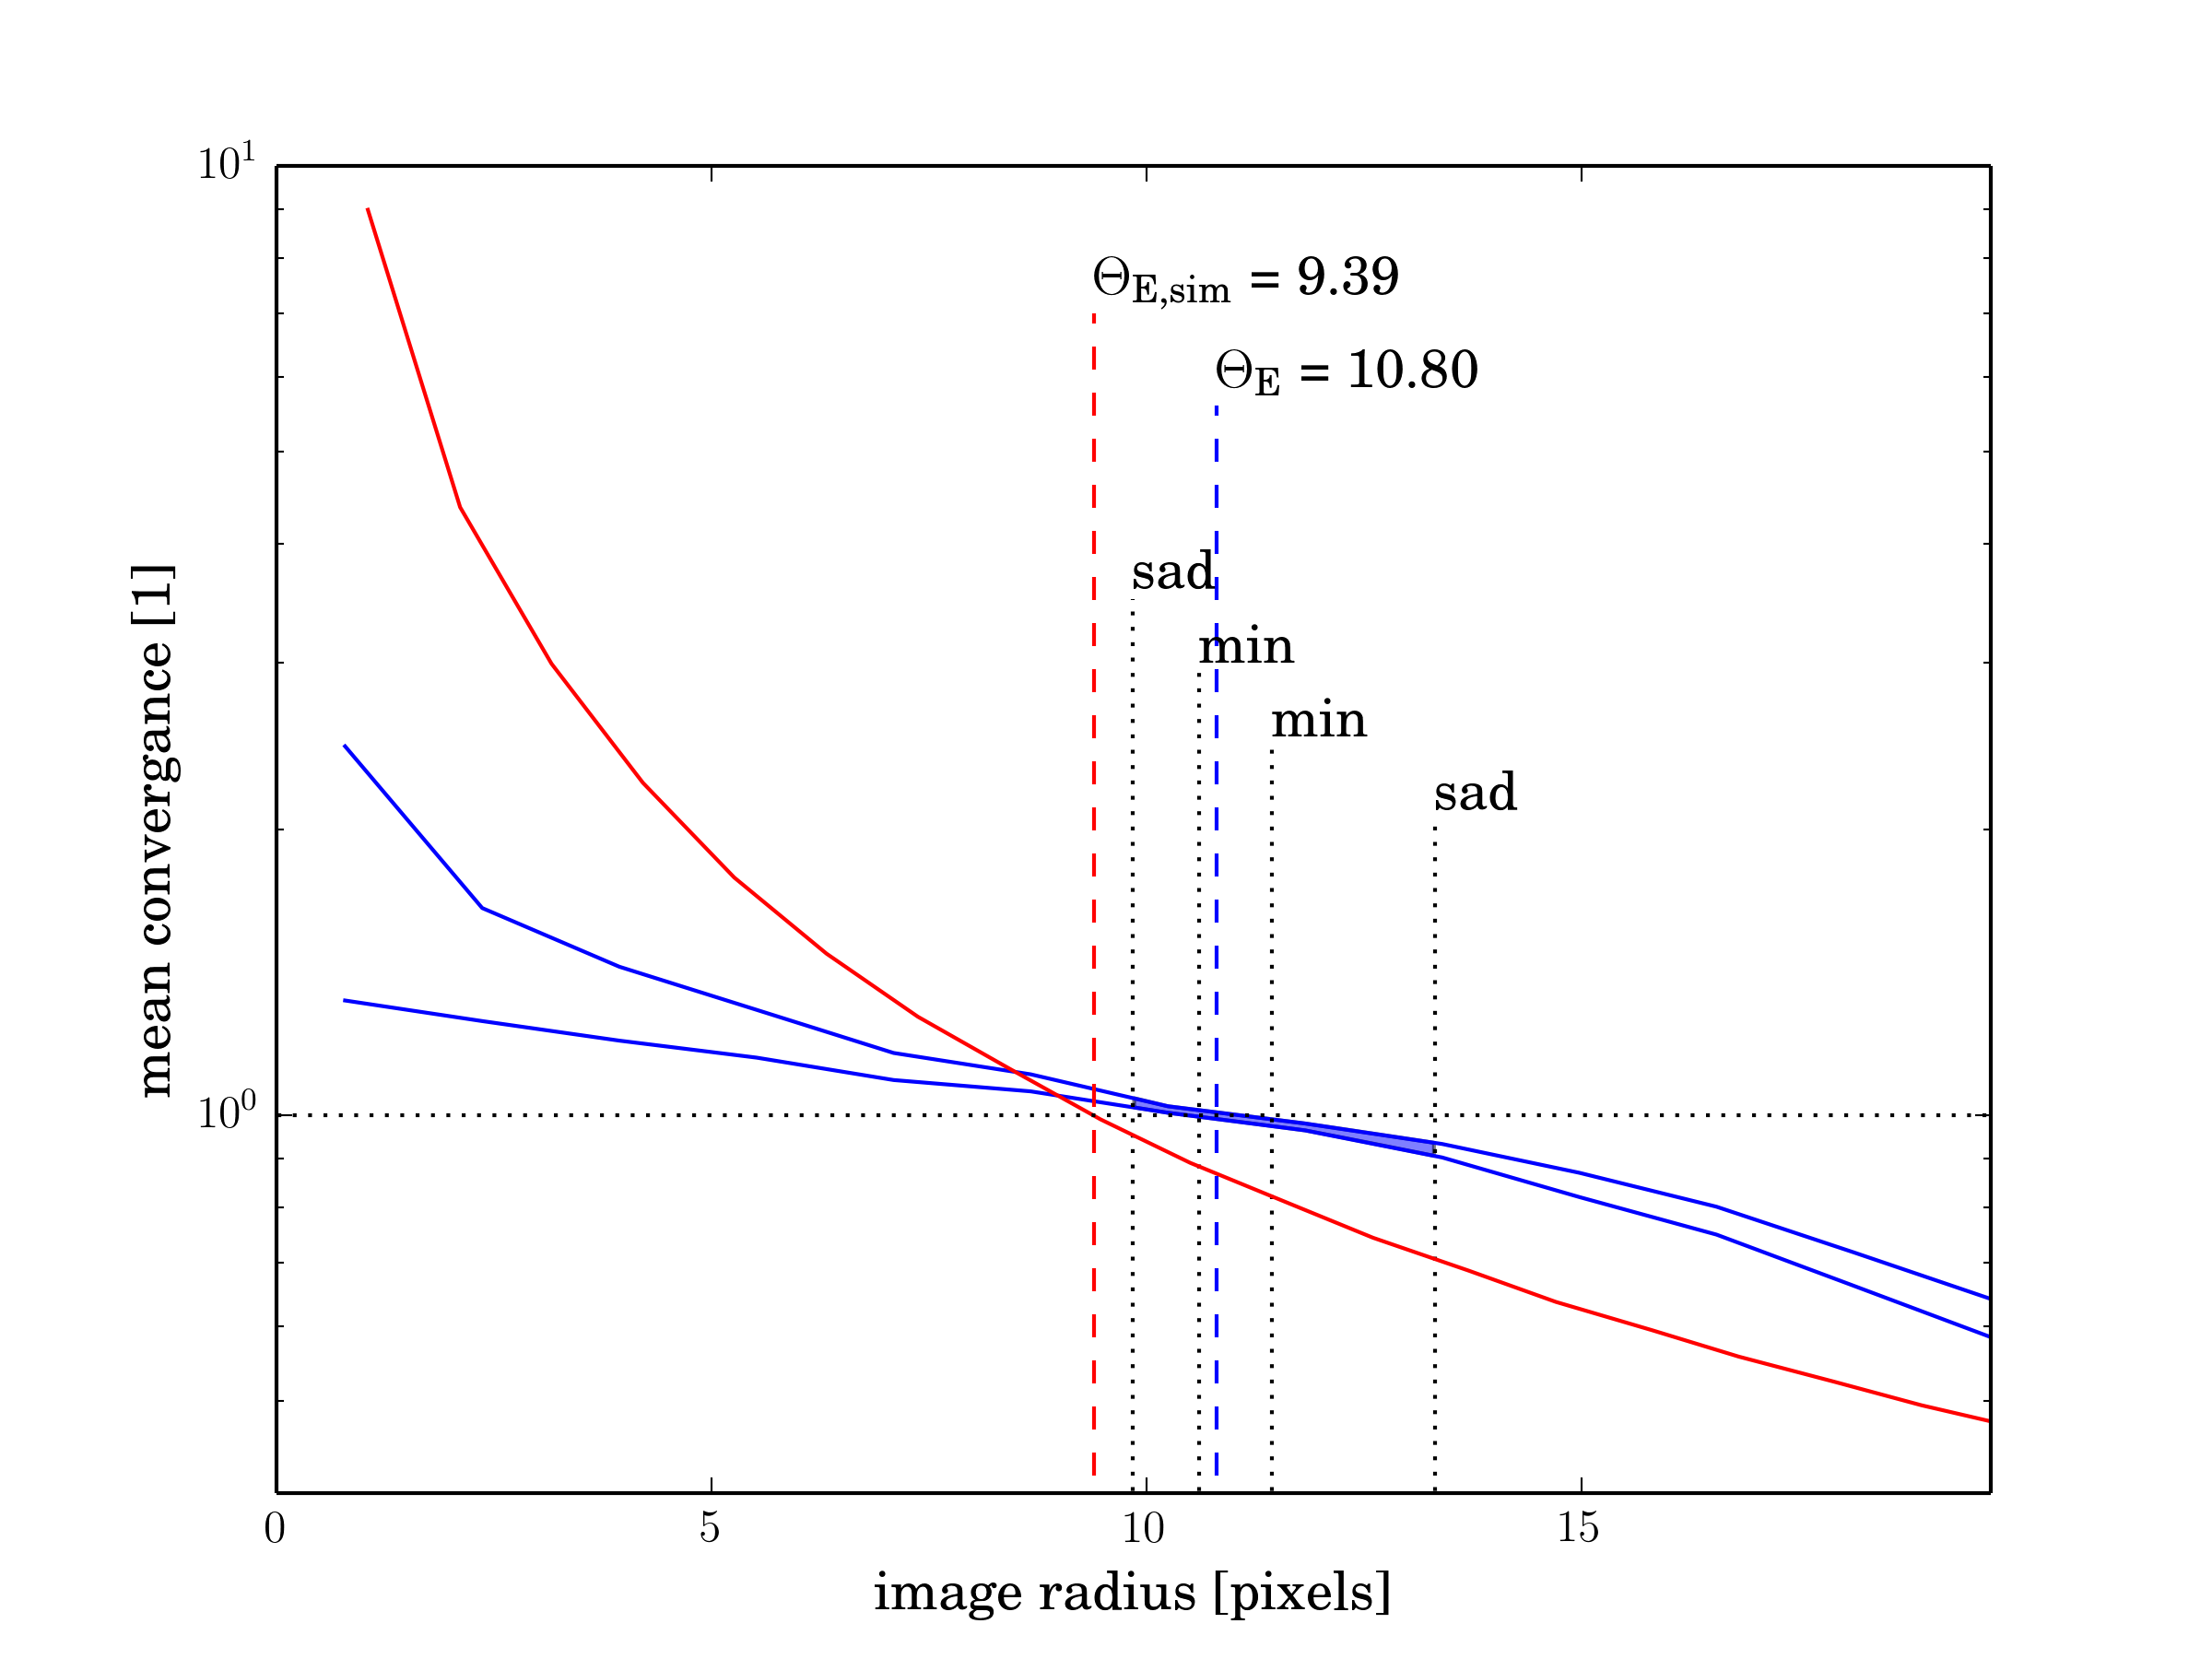 10¹
Θ_E,sim = 9.39
Θ_E = 10.80
sad
min
min
sad
mean convergance [1]
10⁰
0 5 10 15
image radius [pixels]